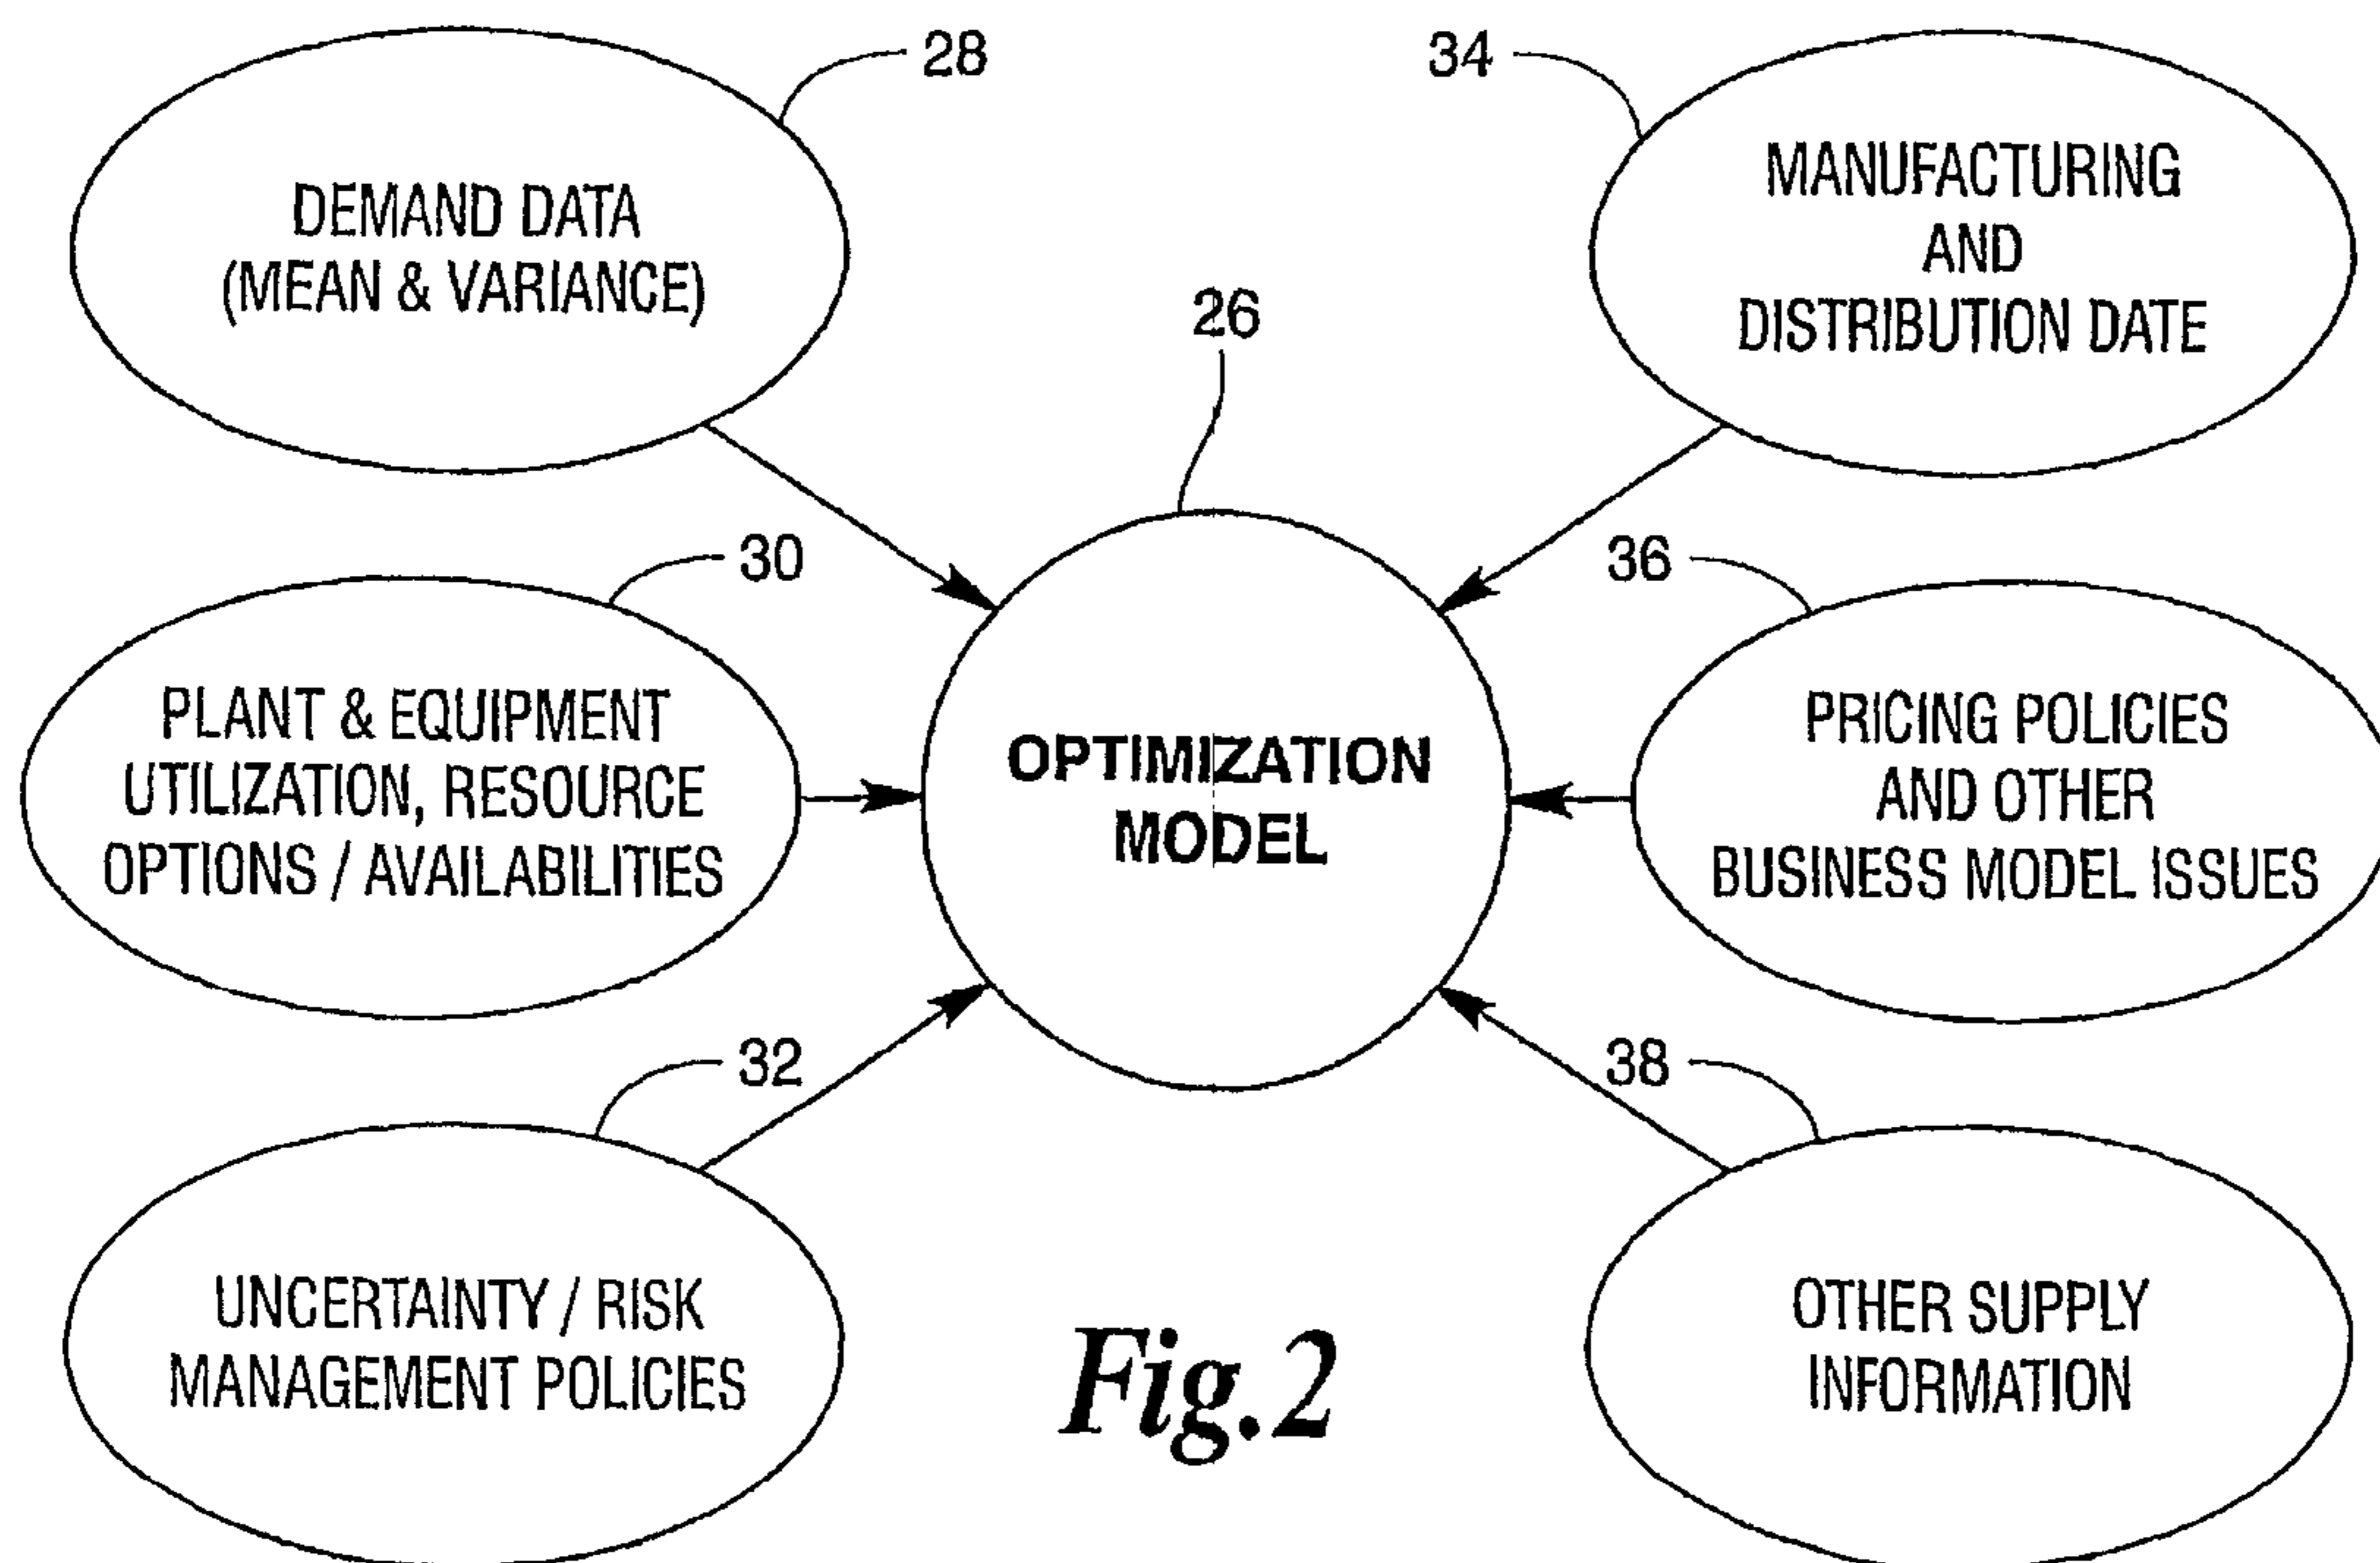 28
DEMAND DATA
(MEAN & VARIANCE)
34
MANUFACTURING
AND
DISTRIBUTION DATE
26
OPTIMIZATION
MODEL
30
PLANT & EQUIPMENT
UTILIZATION, RESOURCE
OPTIONS / AVAILABILITIES
36
PRICING POLICIES
AND OTHER
BUSINESS MODEL ISSUES
32
UNCERTAINTY / RISK
MANAGEMENT POLICIES
38
OTHER SUPPLY
INFORMATION
Fig.2